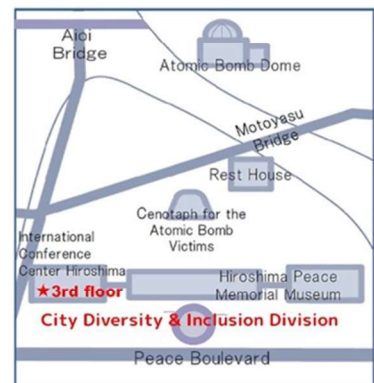 Aioi
Bridge
Atomic Bomb Dome
Motoyasu
Bridge
Rest House
Cenotaph for the
Atomic Bomb
Victims
International
Conference
Center Hiroshima
★3rd floor
Hiroshima Peace
Memorial Museum
City Diversity & Inclusion Division
Peace Boulevard